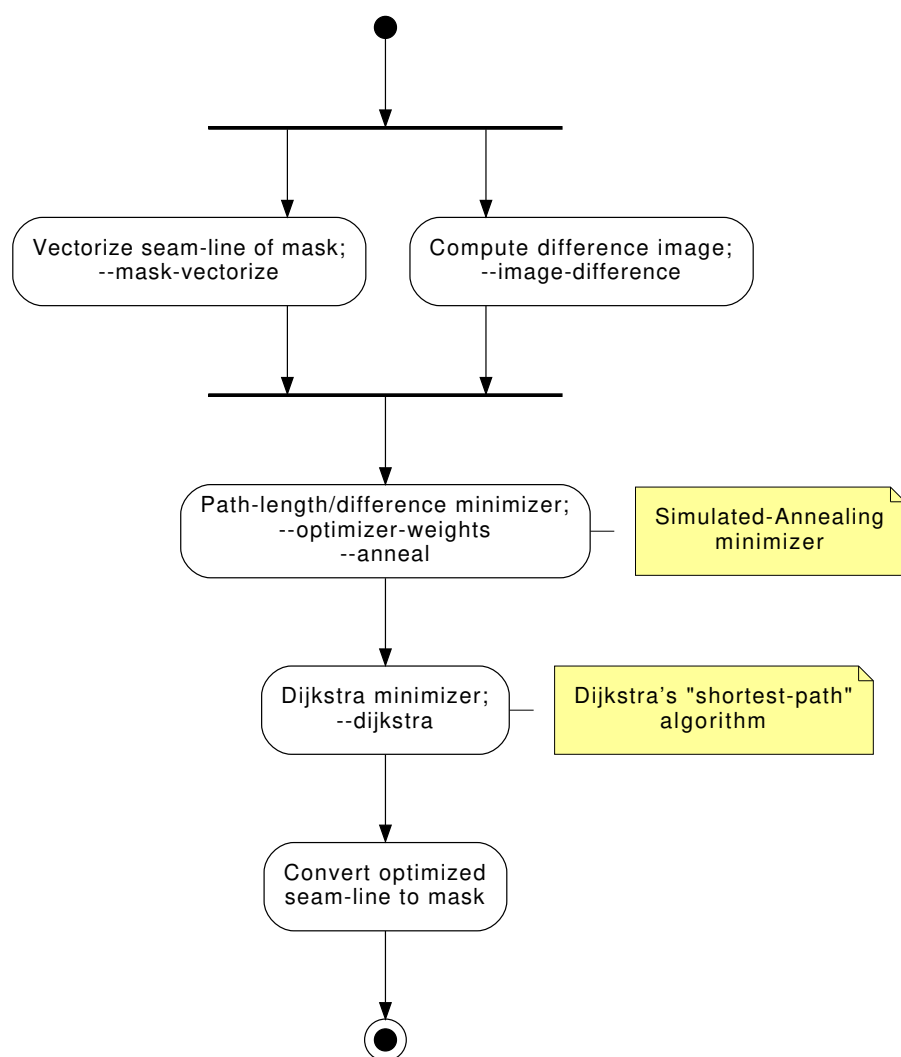 Vectorize seam-line of mask;
--mask-vectorize
Compute difference image;
--image-difference
Path-length/difference minimizer;
--optimizer-weights
--anneal
Simulated-Annealing
minimizer
Dijkstra minimizer;
--dijkstra
Dijkstra's "shortest-path"
algorithm
Convert optimized
seam-line to mask